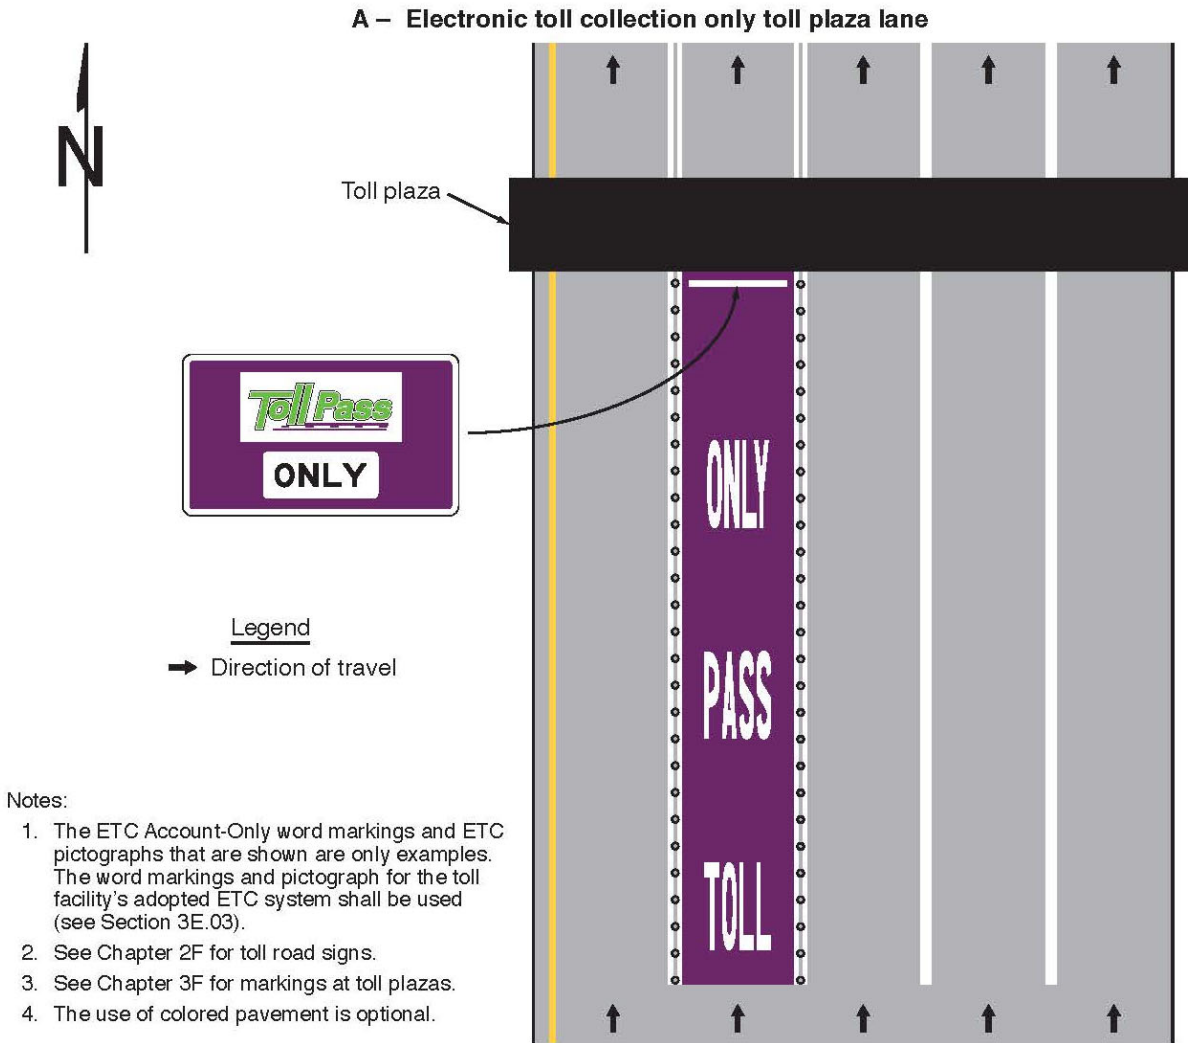 A – Electronic toll collection only toll plaza lane
N
Toll plaza
Toll Pass
ONLY
ONLY
PASS
TOLL
Legend
Direction of travel
Notes:
1. The ETC Account-Only word markings and ETC
pictographs that are shown are only examples.
The word markings and pictograph for the toll
facility's adopted ETC system shall be used
(see Section 3E.03).
2. See Chapter 2F for toll road signs.
3. See Chapter 3F for markings at toll plazas.
4. The use of colored pavement is optional.